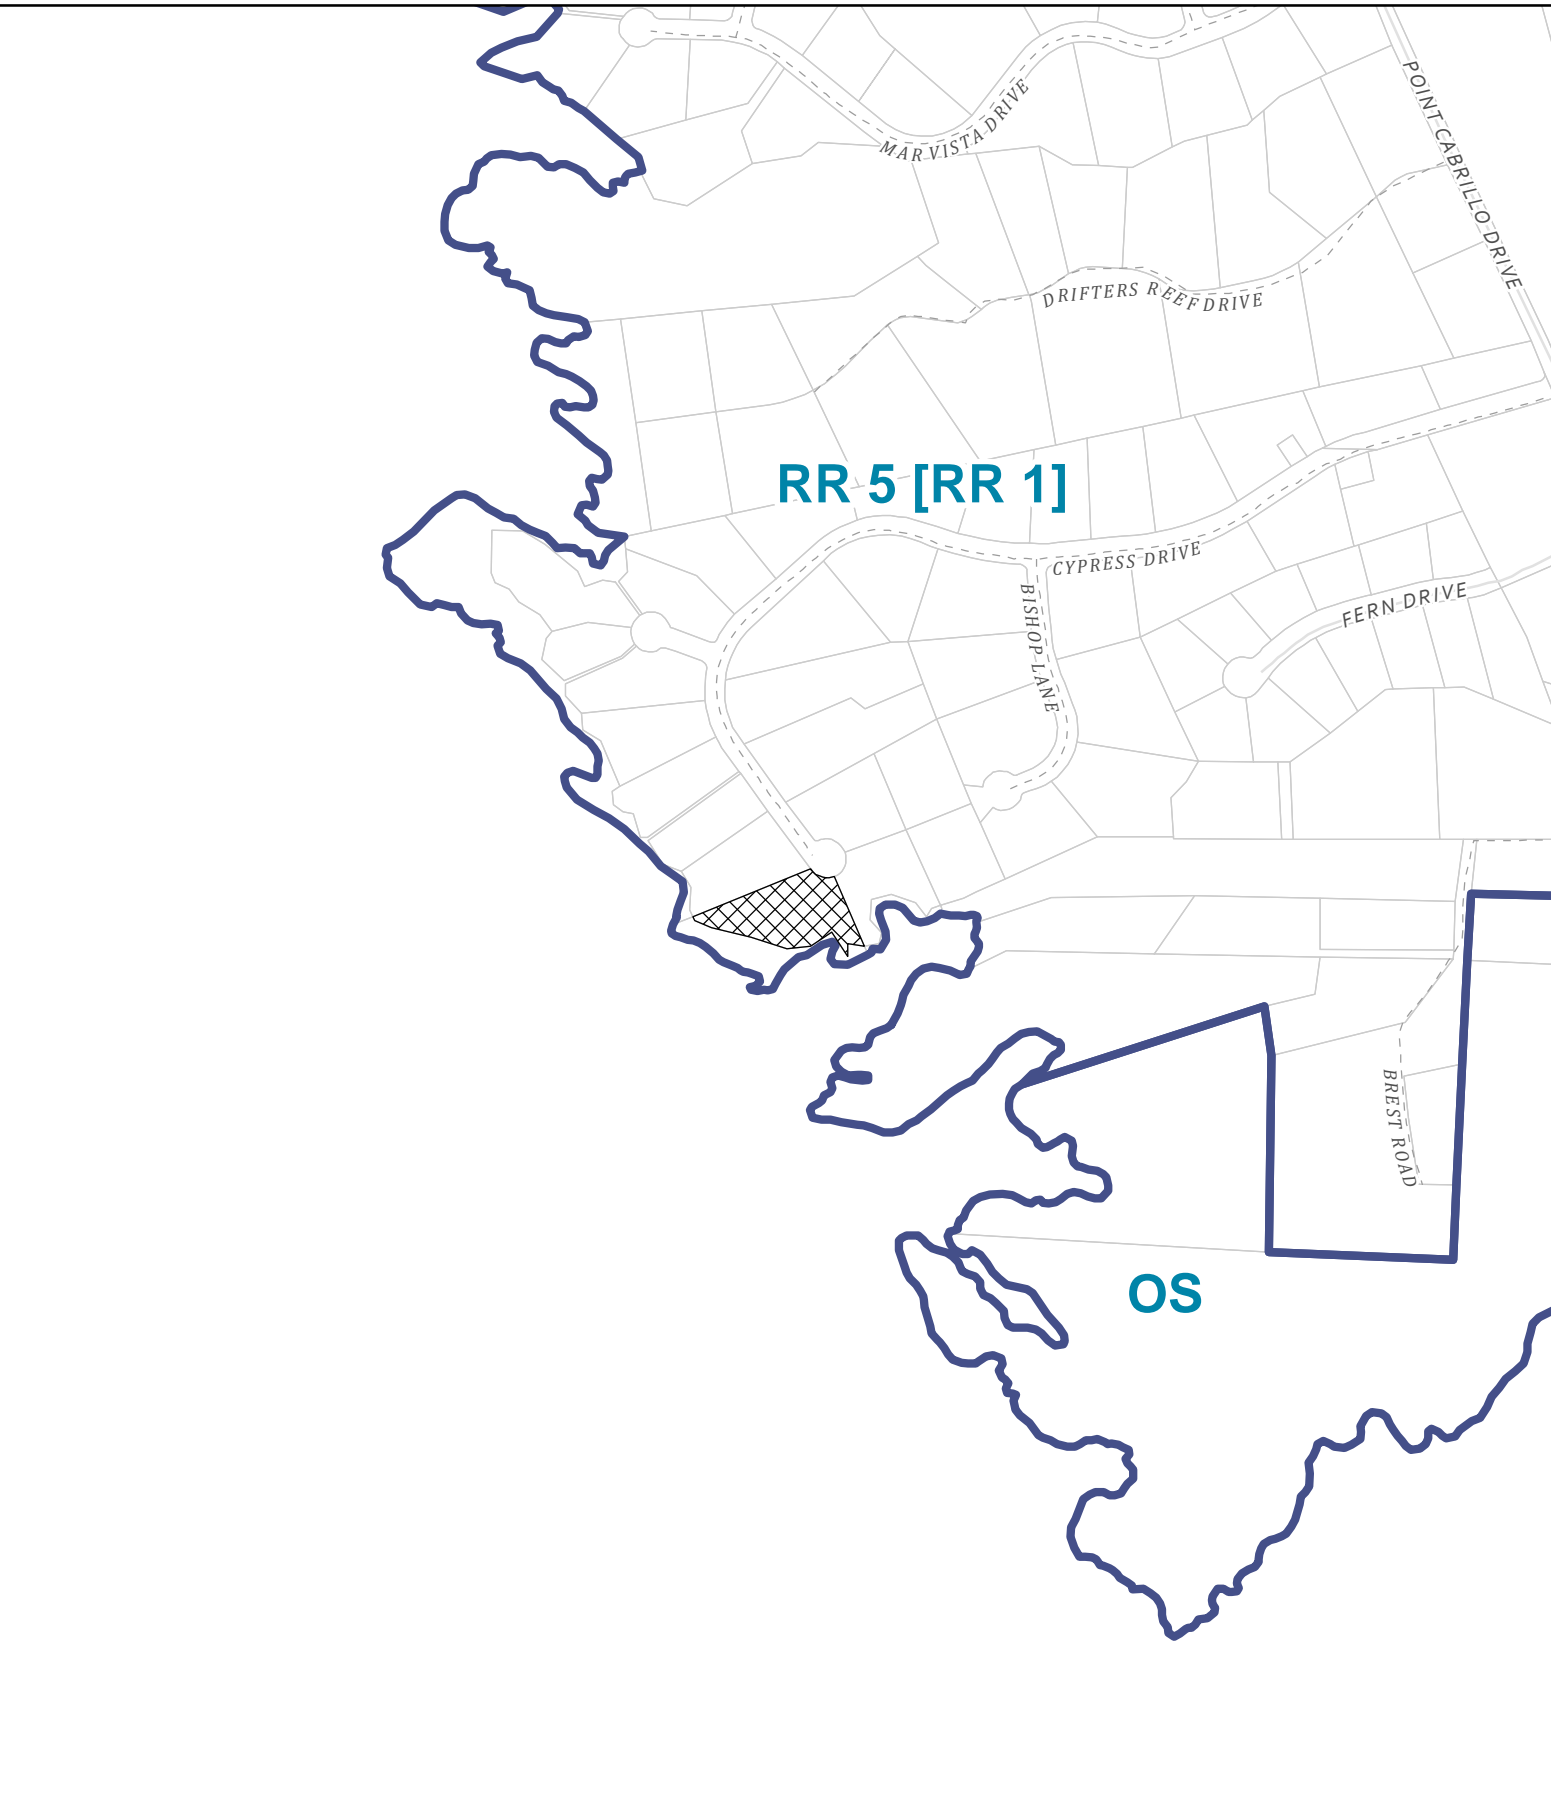 POINT CABRILLO DRIVE
MAR VISTA DRIVE
DRIFTERS REEF DRIVE
RR 5 [RR 1]
CYPRESS DRIVE
BISHOP LANE
FERN DRIVE
BREST ROAD
OS